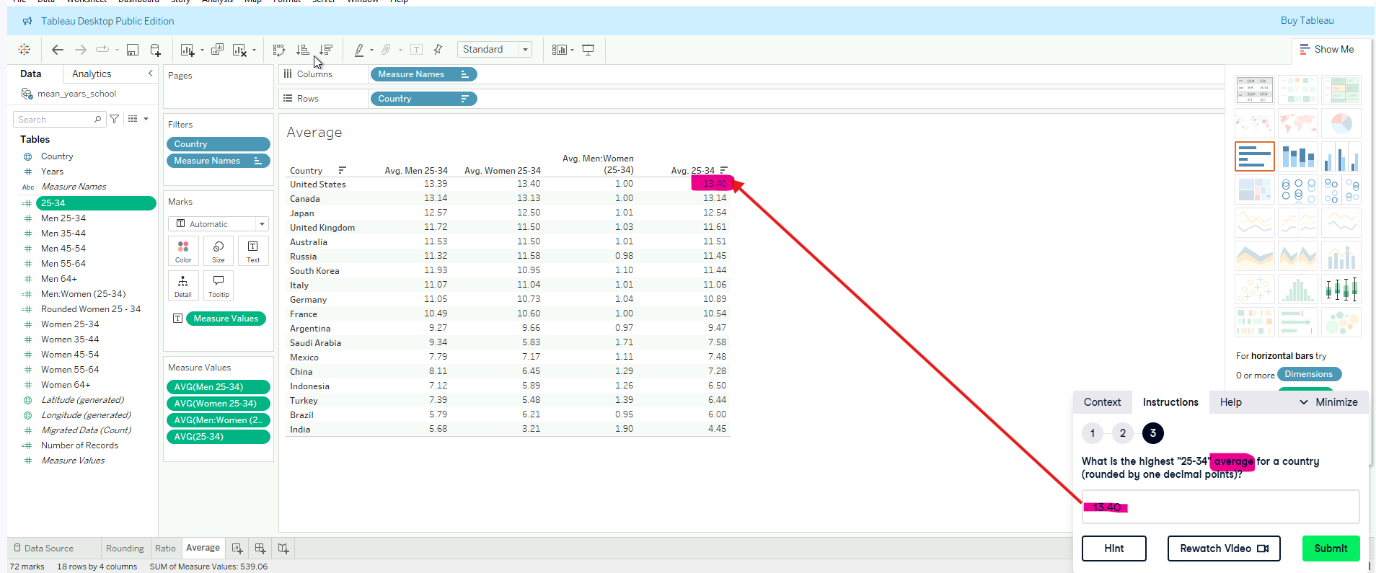 File Data Worksheet Dashboard Story Analysis Map Format Server Window Help
Tableau Desktop Public Edition Buy Tableau
Standard Show Me
Data Analytics
mean_years_school
Search
Tables
Country
Years
Abc Measure Names
25-34
Men 25-34
Men 35-44
Men 45-54
Men 55-64
Men 64+
Men:Women (25-34)
Rounded Women 25 - 34
Women 25-34
Women 35-44
Women 45-54
Women 55-64
Women 64+
Latitude (generated)
Longitude (generated)
Migrated Data (Count)
Number of Records
Measure Values
Pages
Filters
Country
Measure Names
Marks
Automatic
Color Size Text
Detail Tooltip
Measure Values
Measure Values
AVG(Men 25-34)
AVG(Women 25-34)
AVG(Men:Women (2..
AVG(25-34)
Columns Measure Names
Rows Country
Average
Avg. Men:Women
Country Avg. Men 25-34 Avg. Women 25-34 (25-34) Avg. 25-34
United States 13.39 13.40 1.00 13.40
Canada 13.14 13.13 1.00 13.14
Japan 12.57 12.50 1.01 12.54
United Kingdom 11.72 11.50 1.03 11.61
Australia 11.53 11.50 1.01 11.51
Russia 11.32 11.58 0.98 11.45
South Korea 11.93 10.95 1.10 11.44
Italy 11.07 11.04 1.01 11.06
Germany 11.05 10.73 1.04 10.89
France 10.49 10.60 1.00 10.54
Argentina 9.27 9.66 0.97 9.47
Saudi Arabia 9.34 5.83 1.71 7.58
Mexico 7.79 7.17 1.11 7.48
China 8.11 6.45 1.29 7.28
Indonesia 7.12 5.89 1.26 6.50
Turkey 7.39 5.48 1.39 6.44
Brazil 5.79 6.21 0.95 6.00
India 5.68 3.21 1.90 4.45
For horizontal bars try
0 or more Dimensions
Context Instructions Help Minimize
1 2 3
What is the highest "25-34" average for a country
(rounded by one decimal points)?
13.40
Hint Rewatch Video Submit
Data Source Rounding Ratio Average
72 marks 18 rows by 4 columns SUM of Measure Values: 539.06